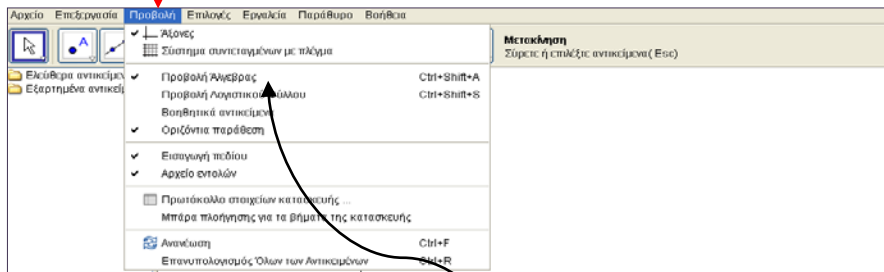 Αρχείο Επεξεργασία Προβολή Επιλογές Εργαλεία Παράθυρο Βοήθεια
Άξονες
Σύστημα συντεταγμένων με πλέγμα
Μετακίνηση
Σύρετε ή επιλέξτε αντικείμενα( Esc)
A
Ελεύθερα αντικείμεν
Εξαρτημένα αντικεί
Προβολή Άλγεβρας Ctrl+Shift+A
Προβολή Λογιστικού Φύλλου Ctrl+Shift+S
Βοηθητικά αντικείμενα
Οριζόντια παράθεση
Εισαγωγή πεδίου
Αρχείο εντολών
Πρωτόκολλο στοιχείων κατασκευής ...
Μπάρα πλοήγησης για τα βήματα της κατασκευής
Ανανέωση Ctrl+F
Επανυπολογισμός Όλων των Αντικειμένων Ctrl+R